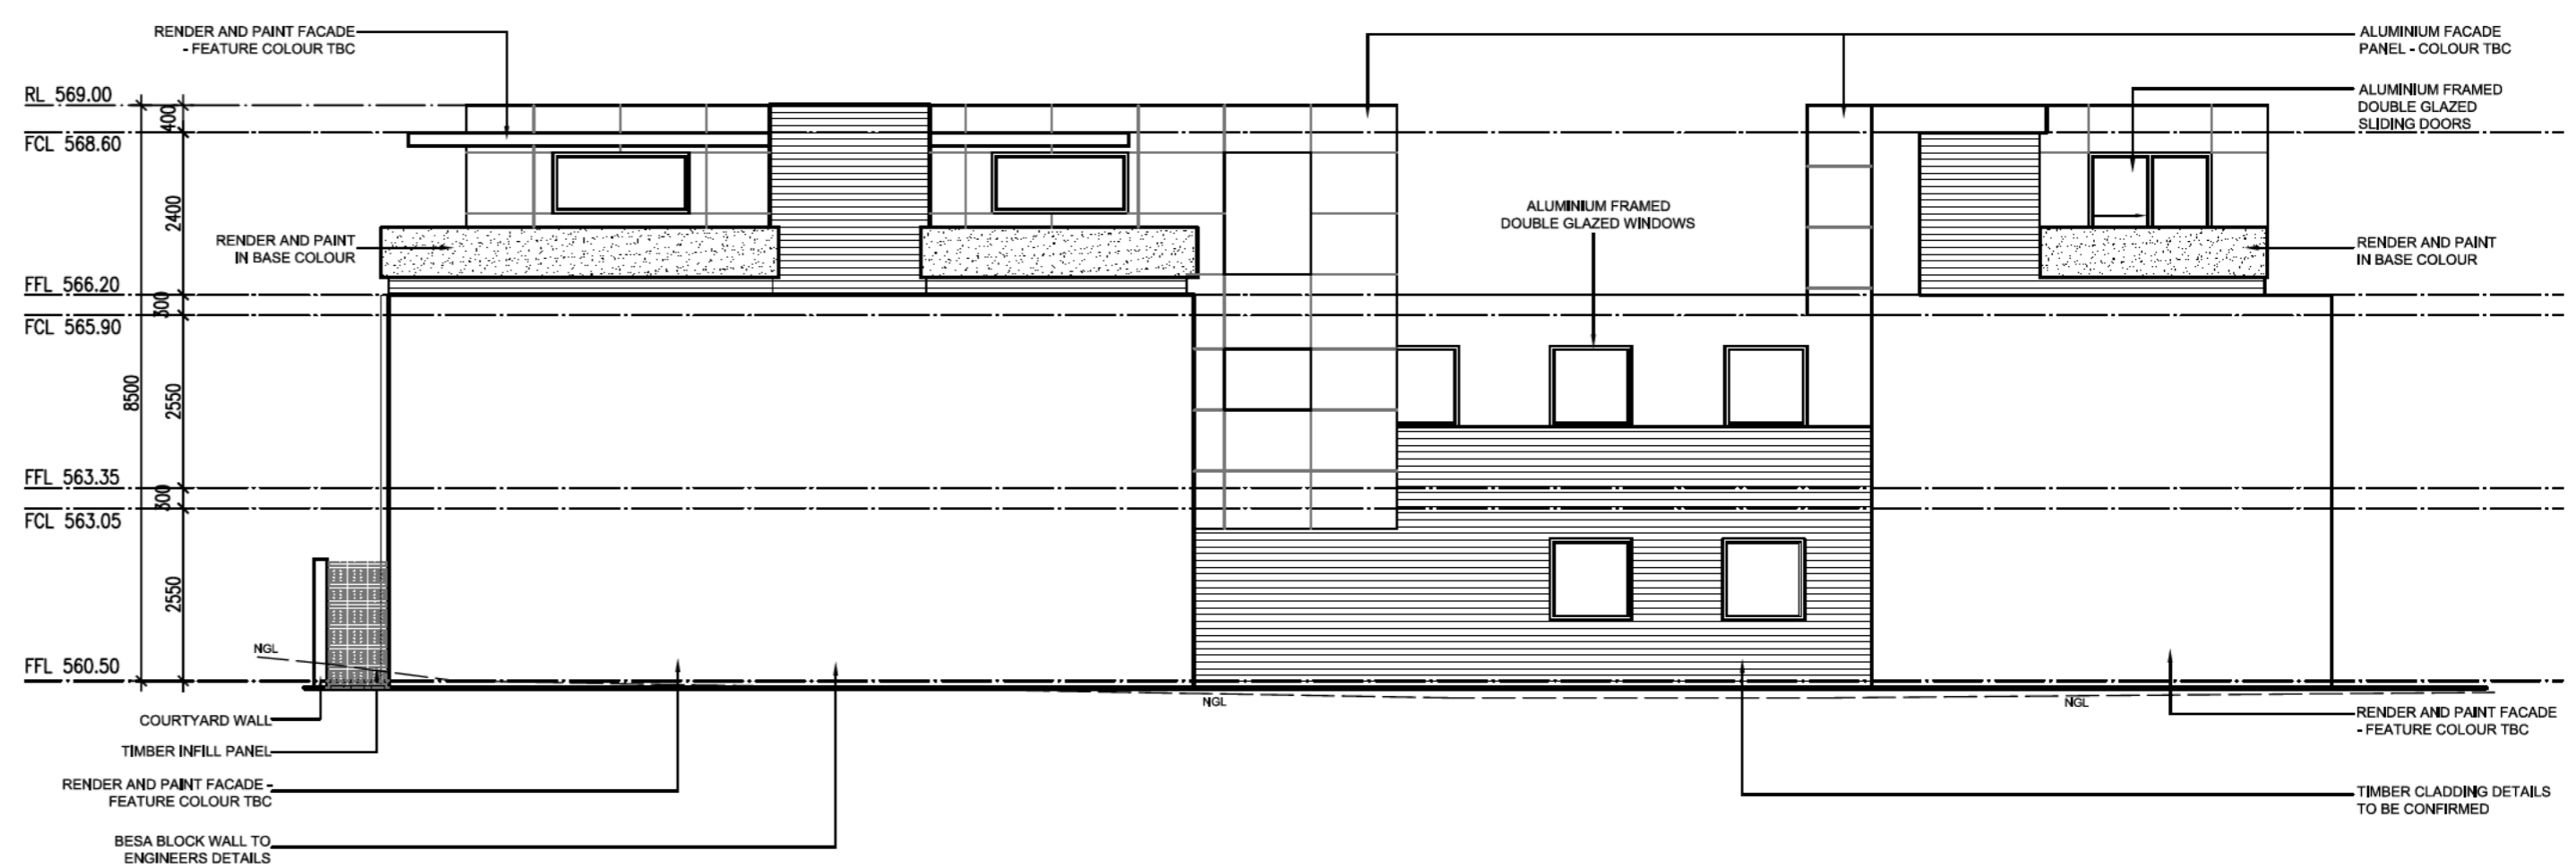 RENDER AND PAINT FACADE
- FEATURE COLOUR TBC
ALUMINIUM FACADE
PANEL - COLOUR TBC
RL 569.00
400
ALUMINIUM FRAMED
DOUBLE GLAZED
SLIDING DOORS
FCL 568.60
2400
ALUMINIUM FRAMED
DOUBLE GLAZED WINDOWS
RENDER AND PAINT
IN BASE COLOUR
RENDER AND PAINT
IN BASE COLOUR
FFL 566.20
300
FCL 565.90
8500
2550
FFL 563.35
300
FCL 563.05
2550
NGL
FFL 560.50
NGL
NGL
COURTYARD WALL
TIMBER INFILL PANEL
RENDER AND PAINT FACADE -
FEATURE COLOUR TBC
BESA BLOCK WALL TO
ENGINEERS DETAILS
RENDER AND PAINT FACADE
- FEATURE COLOUR TBC
TIMBER CLADDING DETAILS
TO BE CONFIRMED